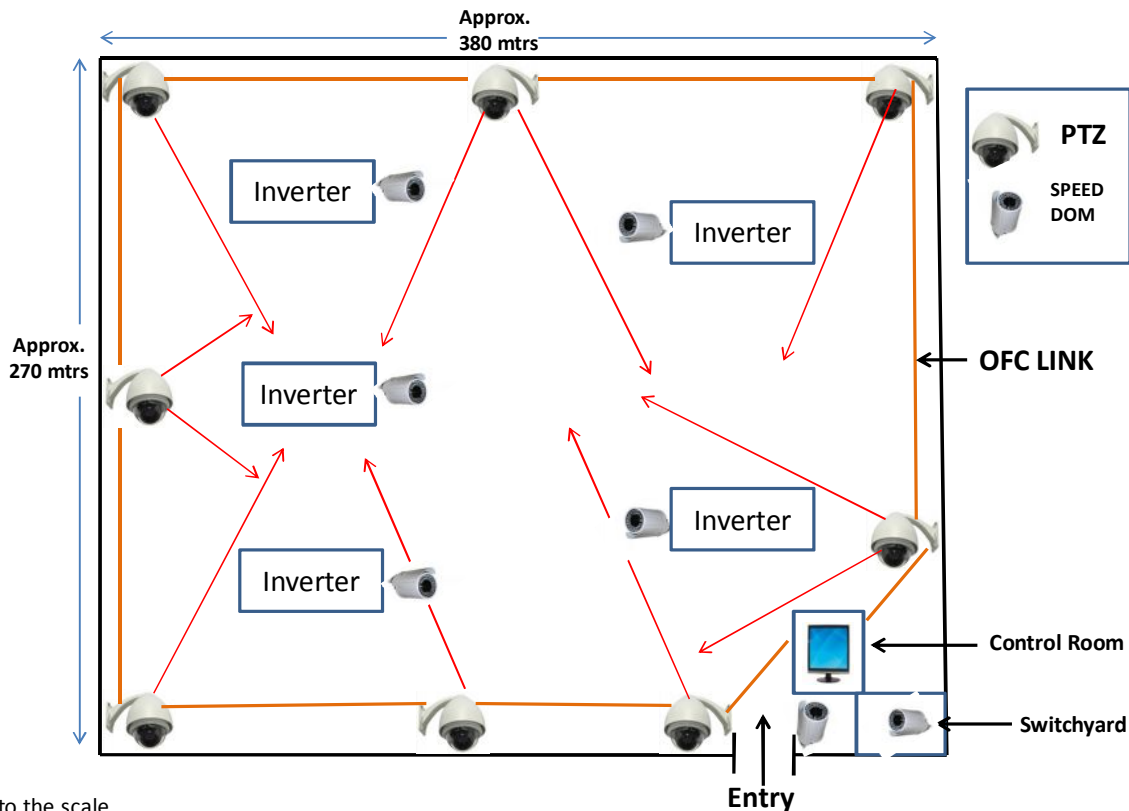 Approx.
380 mtrs
PTZ
SPEED
DOM
Inverter
Inverter
Approx.
270 mtrs
OFC LINK
Inverter
Inverter
Inverter
Control Room
Switchyard
Entry
to the scale